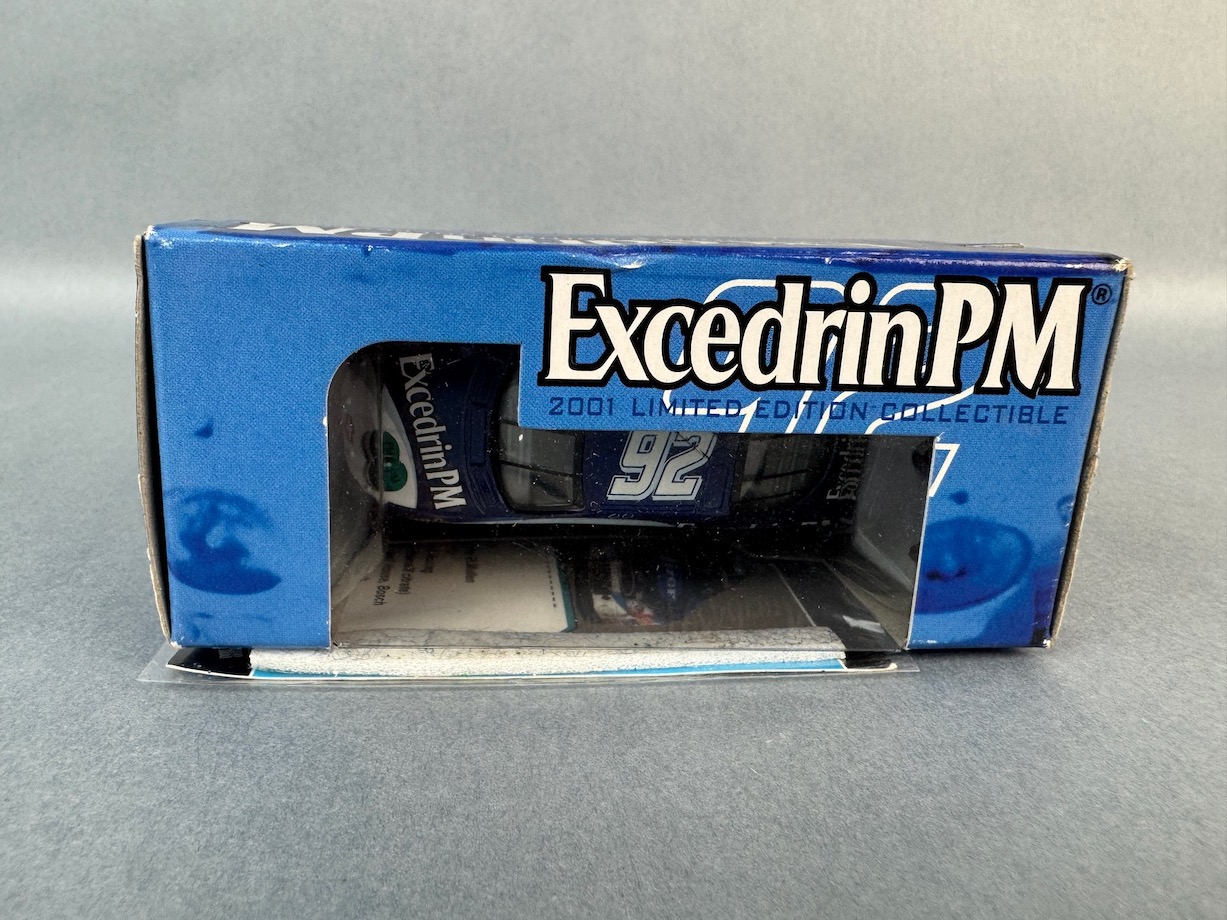 ExcedrinPM®
2001 LIMITED EDITION COLLECTIBLE
ExcedrinPM
92